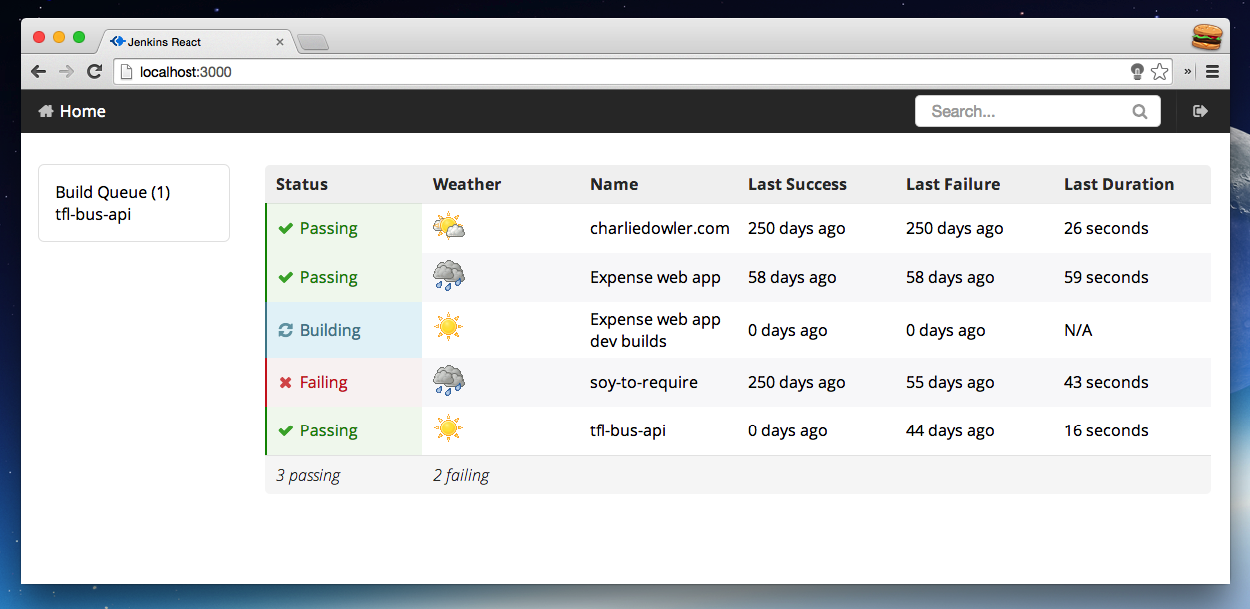 Jenkins React
localhost:3000
Home
Search...
Build Queue (1)
tfl-bus-api
Status Weather Name Last Success Last Failure Last Duration
Passing charliedowler.com 250 days ago 250 days ago 26 seconds
Passing Expense web app 58 days ago 58 days ago 59 seconds
Building Expense web app dev builds 0 days ago 0 days ago N/A
Failing soy-to-require 250 days ago 55 days ago 43 seconds
Passing tfl-bus-api 0 days ago 44 days ago 16 seconds
3 passing 2 failing